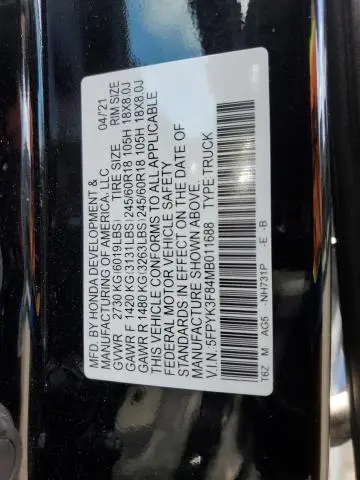 MFD. BY HONDA DEVELOPMENT & 04/21
MANUFACTURING OF AMERICA, LLC
GVWR 2730 KG(6019LBS) TIRE SIZE RIM SIZE
GAWR F 1420 KG(3131LBS)245/60R18 105H 18X8.0J
GAWR R 1480 KG(3263LBS)245/60R18 105H 18X8.0J
THIS VEHICLE CONFORMS TO ALL APPLICABLE
FEDERAL MOTOR VEHICLE SAFETY
STANDARDS IN EFFECT ON THE DATE OF
MANUFACTURE SHOWN ABOVE.
V.I.N.:5FPYK3F84MB011688 TYPE:TRUCK
T6Z M AG5 -NH731P -E -B